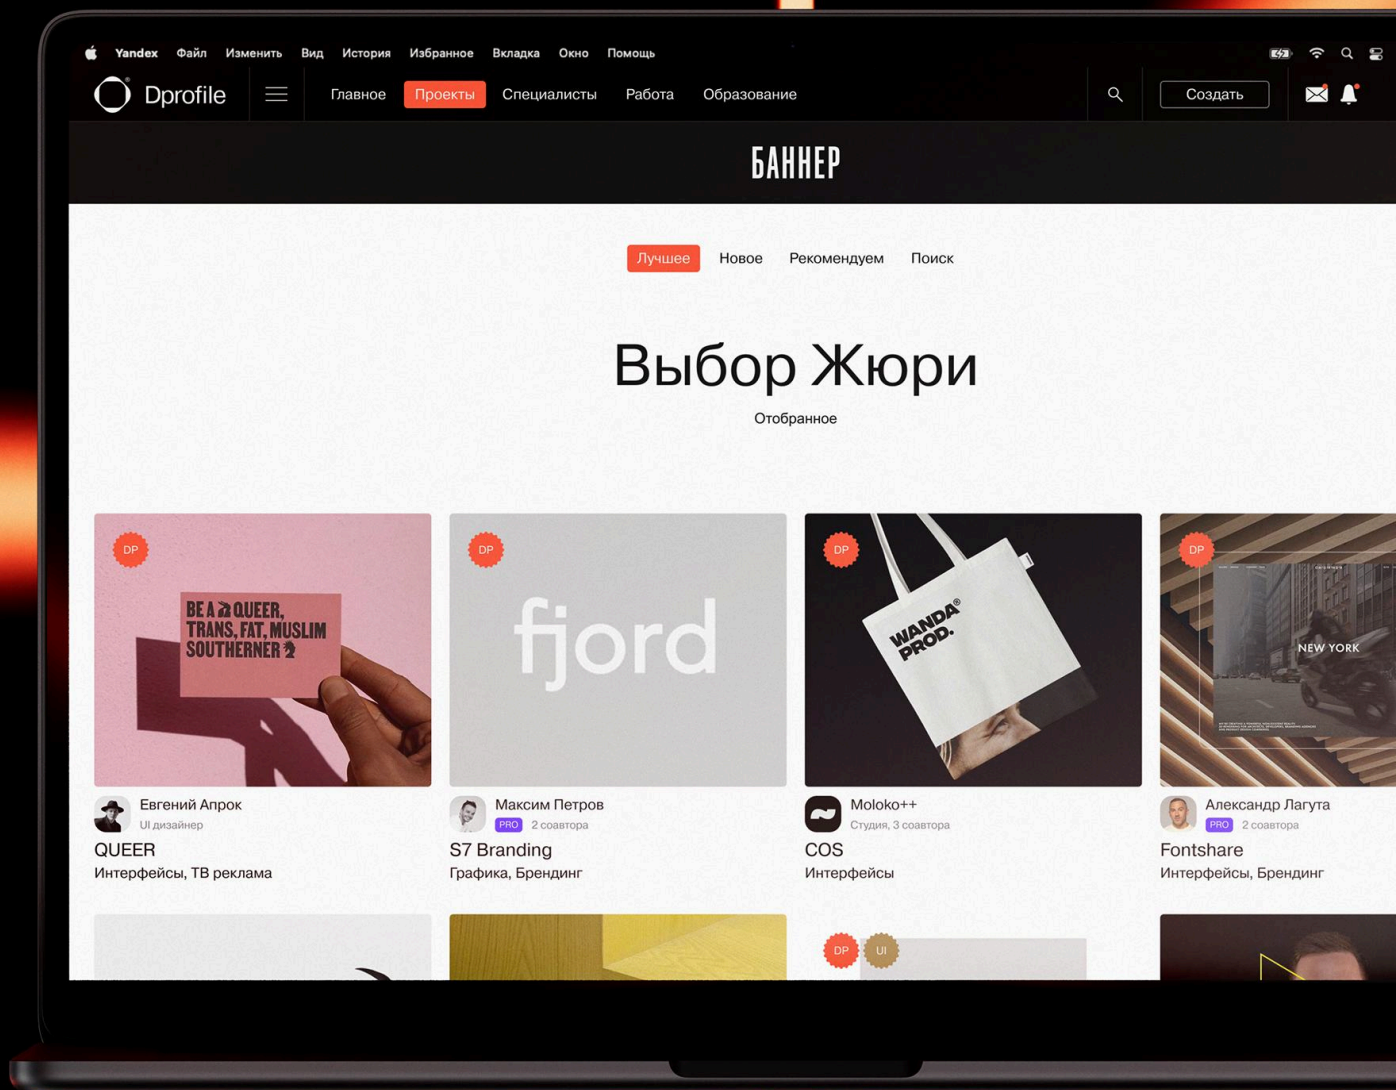 Yandex Файл Изменить Вид История Избранное Вкладка Окно Помощь
Dprofile Главное Проекты Специалисты Работа Образование Создать
БАННЕР
Лучшее Новое Рекомендуем Поиск
Выбор Жюри
Отобранное
DP
BE A QUEER,
TRANS, FAT, MUSLIM
SOUTHERNER
Евгений Апрок
UI дизайнер
QUEER
Интерфейсы, ТВ реклама
DP
fjord
Максим Петров
PRO 2 соавтора
S7 Branding
Графика, Брендинг
DP
WANDA®
PROD.
Moloko++
Студия, 3 соавтора
COS
Интерфейсы
DP
NEW YORK
Александр Лагута
PRO 2 соавтора
Fontshare
Интерфейсы, Брендинг
DP UI